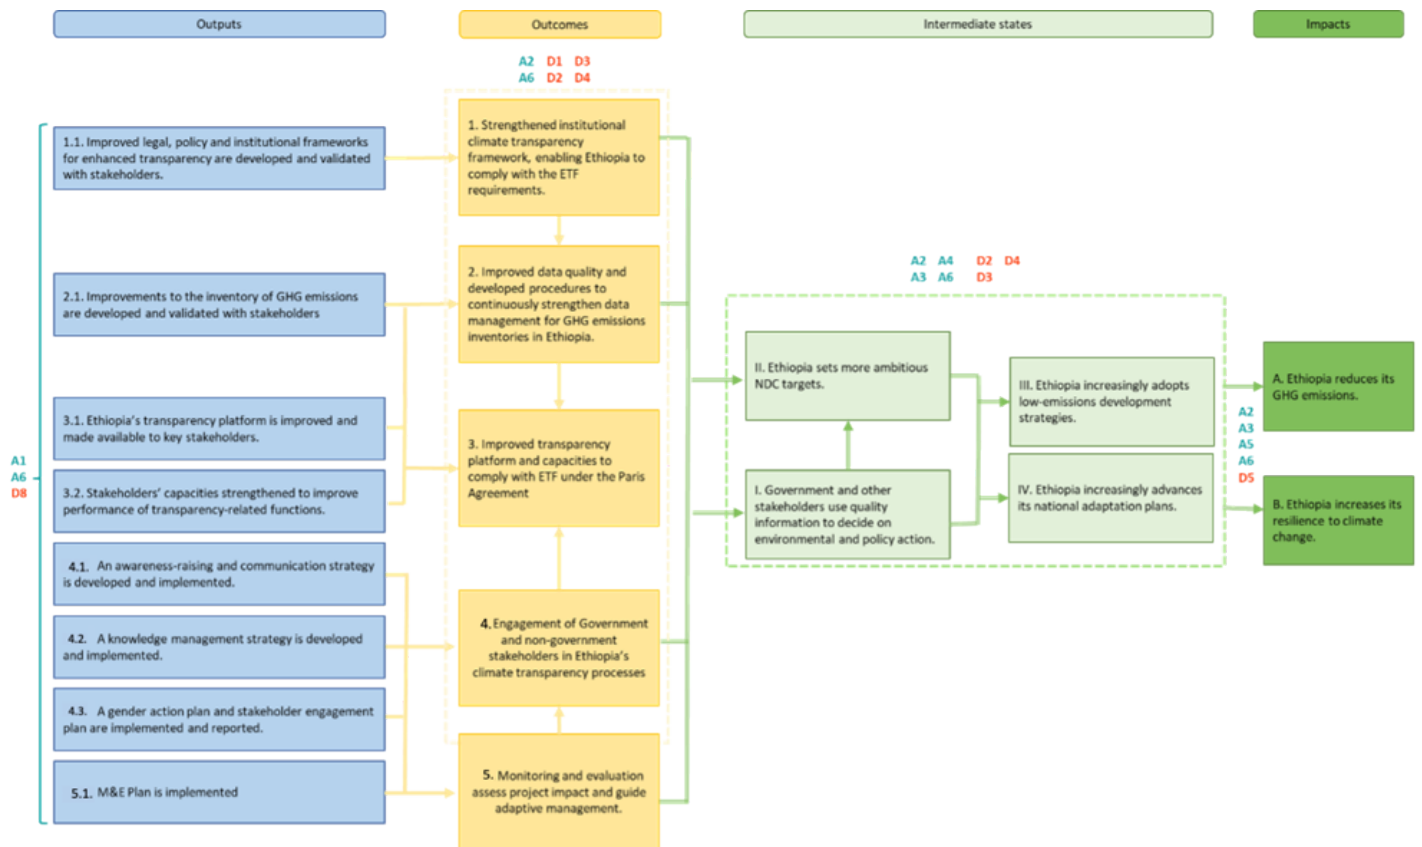 Outputs
Outcomes
Intermediate states
Impacts
A2 D1 D3
A6 D2 D4
1.1. Improved legal, policy and institutional frameworks
for enhanced transparency are developed and validated
with stakeholders.
2.1. Improvements to the inventory of GHG emissions
are developed and validated with stakeholders
3.1. Ethiopia's transparency platform is improved and
made available to key stakeholders.
3.2. Stakeholders' capacities strengthened to improve
performance of transparency-related functions.
4.1. An awareness-raising and communication strategy
is developed and implemented.
4.2. A knowledge management strategy is developed
and implemented.
4.3. A gender action plan and stakeholder engagement
plan are implemented and reported.
5.1. M&E Plan is implemented
A1
A6
D8
1. Strengthened institutional
climate transparency
framework, enabling Ethiopia to
comply with the ETF
requirements.
2. Improved data quality and
developed procedures to
continuously strengthen data
management for GHG emissions
inventories in Ethiopia.
3. Improved transparency
platform and capacities to
comply with ETF under the Paris
Agreement
4. Engagement of Government
and non-government
stakeholders in Ethiopia's
climate transparency processes
5. Monitoring and evaluation
assess project impact and guide
adaptive management.
A2 A4 D2 D4
A3 A6 D3
II. Ethiopia sets more ambitious
NDC targets.
I. Government and other
stakeholders use quality
information to decide on
environmental and policy action.
III. Ethiopia increasingly adopts
low-emissions development
strategies.
IV. Ethiopia increasingly advances
its national adaptation plans.
A. Ethiopia reduces its
GHG emissions.
A2
A3
A5
A6
D5
B. Ethiopia increases its
resilience to climate
change.